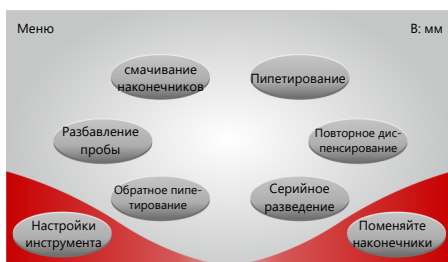 Меню
В: мм
смачивание
наконечников
Пипетирование
Разбавление
пробы
Повторное дис-
пенсирование
Обратное пипе-
тирование
Серийное
разведение
Настройки
инструмента
Поменяйте
наконечники